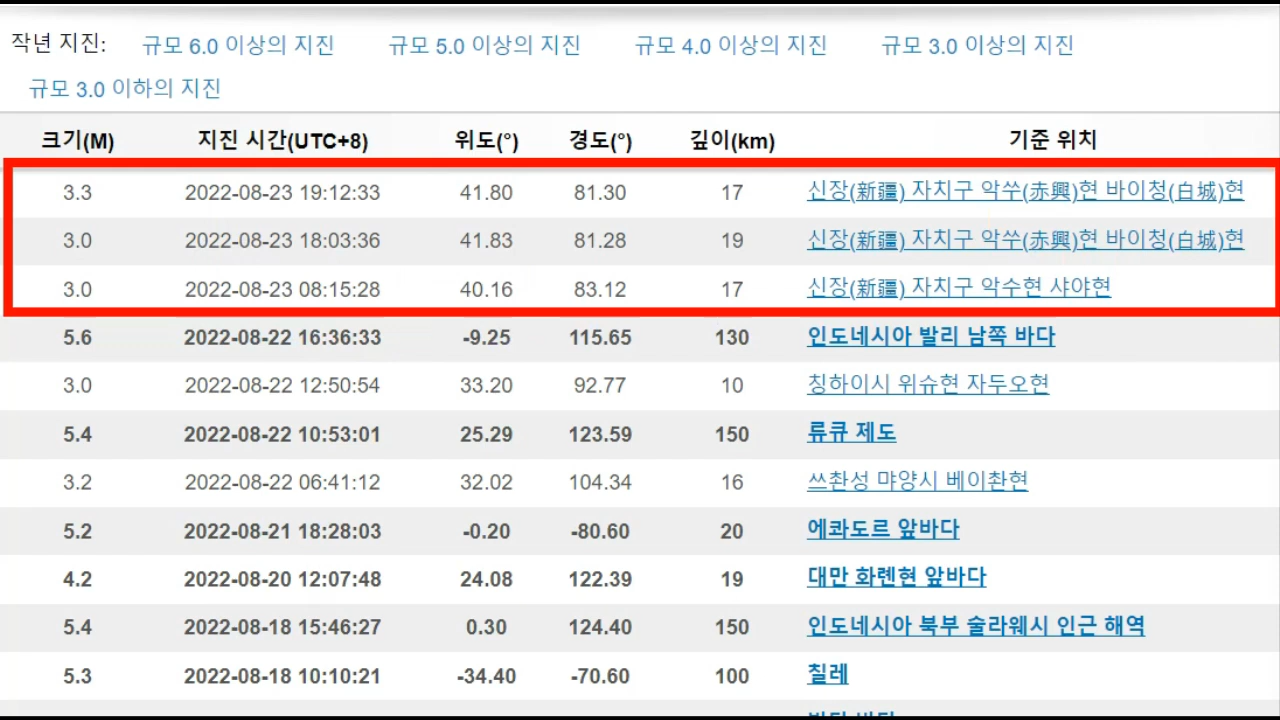 작년 지진: 규모 6.0 이상의 지진 규모 5.0 이상의 지진 규모 4.0 이상의 지진 규모 3.0 이상의 지진
규모 3.0 이하의 지진
크기(M) 지진 시간(UTC+8) 위도(°) 경도(°) 깊이(km) 기준 위치
3.3 2022-08-23 19:12:33 41.80 81.30 17 신장(新疆) 자치구 악쑤(赤興)현 바이청(白城)현
3.0 2022-08-23 18:03:36 41.83 81.28 19 신장(新疆) 자치구 악쑤(赤興)현 바이청(白城)현
3.0 2022-08-23 08:15:28 40.16 83.12 17 신장(新疆) 자치구 악수현 샤야현
5.6 2022-08-22 16:36:33 -9.25 115.65 130 인도네시아 발리 남쪽 바다
3.0 2022-08-22 12:50:54 33.20 92.77 10 칭하이시 위슈현 자두오현
5.4 2022-08-22 10:53:01 25.29 123.59 150 류큐 제도
3.2 2022-08-22 06:41:12 32.02 104.34 16 쓰촨성 먀양시 베이촨현
5.2 2022-08-21 18:28:03 -0.20 -80.60 20 에콰도르 앞바다
4.2 2022-08-20 12:07:48 24.08 122.39 19 대만 화롄현 앞바다
5.4 2022-08-18 15:46:27 0.30 124.40 150 인도네시아 북부 술라웨시 인근 해역
5.3 2022-08-18 10:10:21 -34.40 -70.60 100 칠레